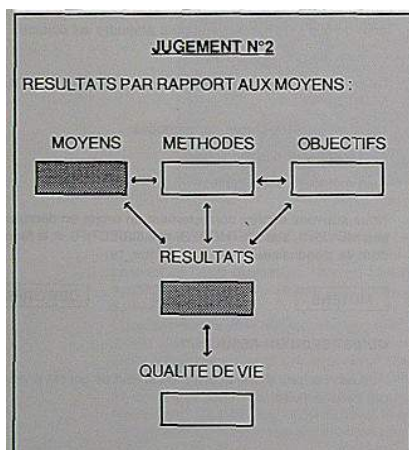 JUGEMENT N°2
RESULTATS PAR RAPPORT AUX MOYENS :
MOYENS METHODES OBJECTIFS
RESULTATS
QUALITE DE VIE